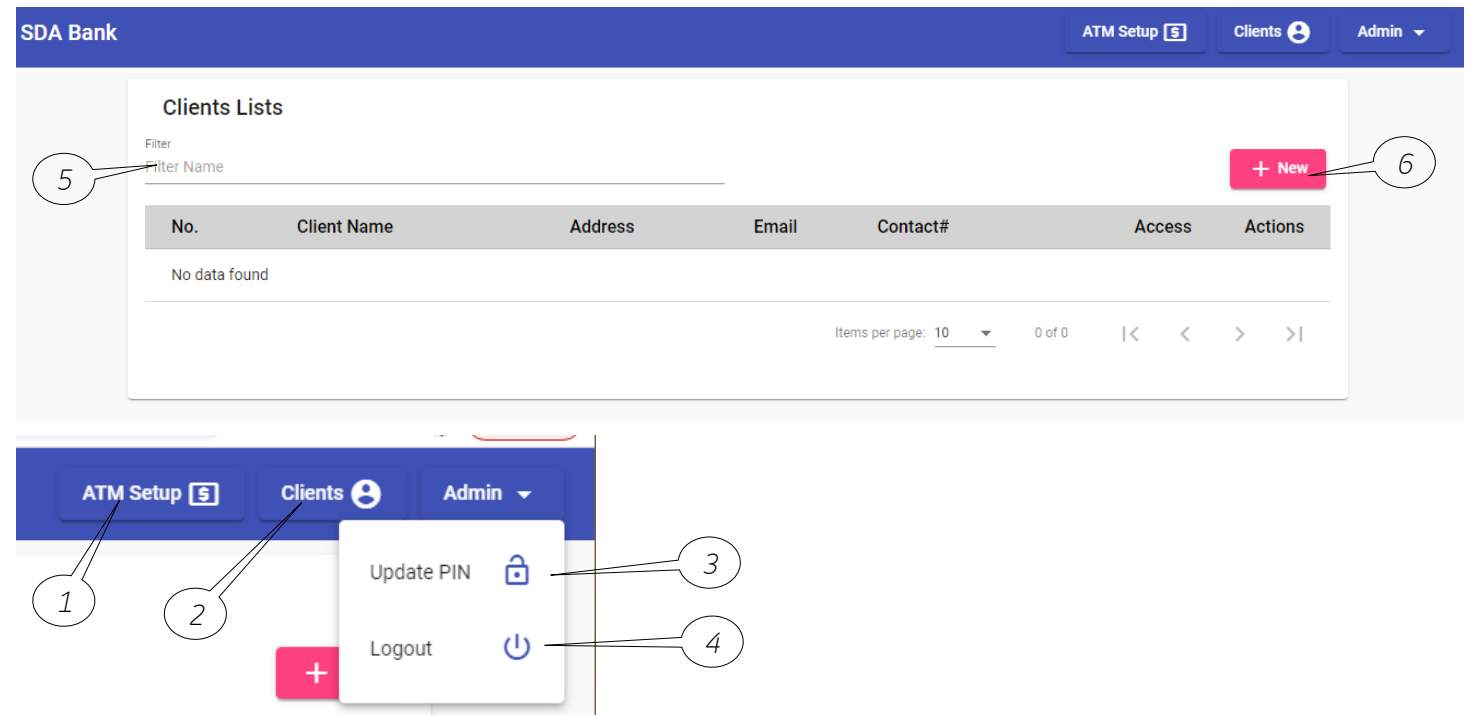 SDA Bank ATM Setup Clients Admin
Clients Lists
Filter
Filter Name
5
+ New
6
No. Client Name Address Email Contact# Access Actions
No data found
Items per page: 10 0 of 0
ATM Setup Clients Admin
Update PIN
3
1
2
Logout
4
+